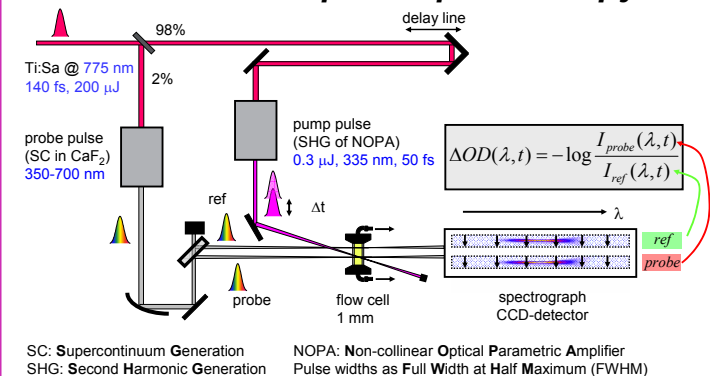 98%
delay line
Ti:Sa @ 775 nm
140 fs, 200 μJ
2%
probe pulse
(SC in CaF₂)
350-700 nm
pump pulse
(SHG of NOPA)
0.3 μJ, 335 nm, 50 fs
ΔOD(λ,t) = −log I_probe(λ,t) / I_ref(λ,t)
ref
Δt
λ
ref
probe
probe
flow cell
1 mm
spectrograph
CCD-detector
SC: Supercontinuum Generation
SHG: Second Harmonic Generation
NOPA: Non-collinear Optical Parametric Amplifier
Pulse widths as Full Width at Half Maximum (FWHM)